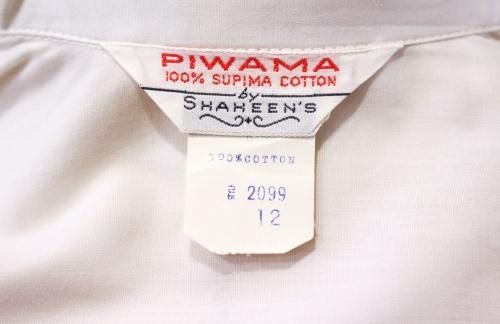 PIWAMA
100% SUPIMA COTTON
by
SHAHEEN'S
100%COTTON
2099
12